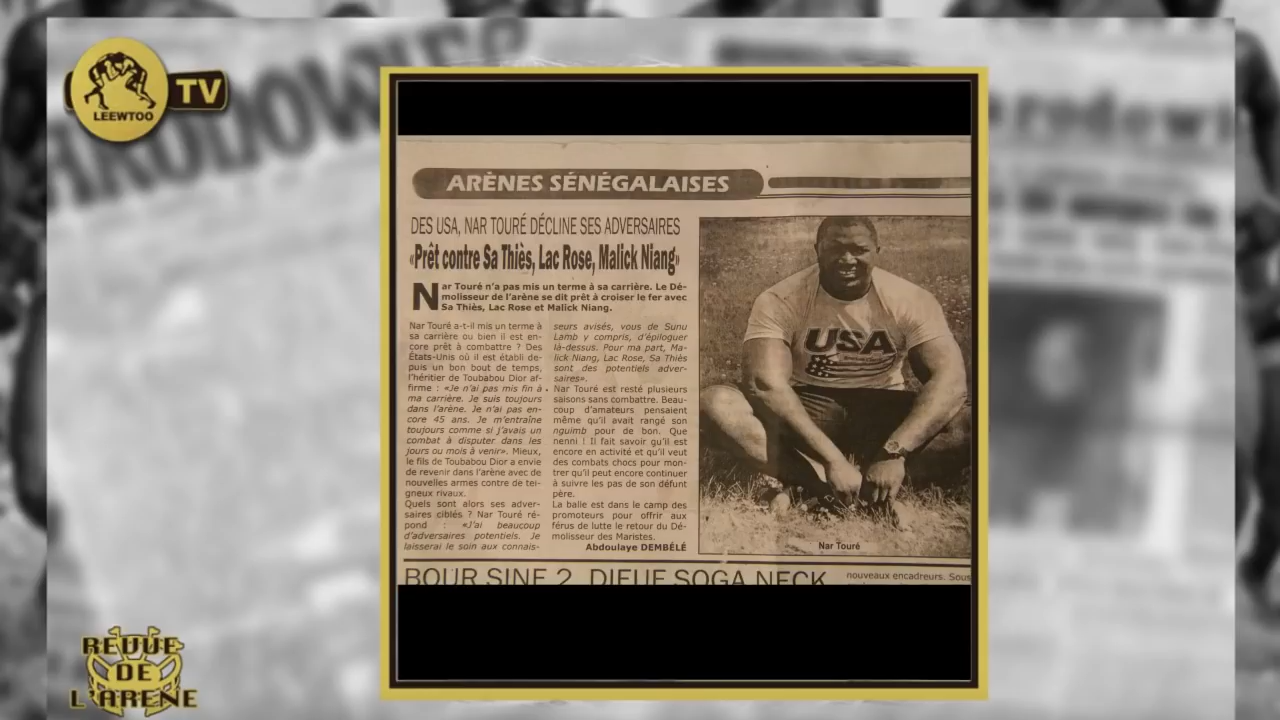 LEEWTOO
TV
ARÈNES SÉNÉGALAISES
DES USA, NAR TOURÉ DÉCLINE SES ADVERSAIRES
«Prêt contre Sa Thiès, Lac Rose, Malick Niang»
Nar Touré n'a pas mis un terme à sa carrière. Le Dé-
molisseur de l'arène se dit prêt à croiser le fer avec
Sa Thiès, Lac Rose et Malick Niang.
Nar Touré a-t-il mis un terme à
sa carrière ou bien il est en-
core prêt à combattre ? Des
États-Unis où il est établi de-
puis un bon bout de temps,
l'héritier de Toubabou Dior af-
firme : «Je n'ai pas mis fin à
ma carrière. Je suis toujours
dans l'arène. Je n'ai pas en-
core 45 ans. Je m'entraîne
toujours comme si j'avais un
combat à disputer dans les
jours ou mois à venir». Mieux,
le fils de Toubabou Dior a envie
de revenir dans l'arène avec de
nouvelles armes contre de tei-
gneux rivaux.
Quels sont alors ses adver-
saires ciblés ? Nar Touré ré-
pond : «J'ai beaucoup
d'adversaires potentiels. Je
laisserai le soin aux connais-
seurs avisés, vous de Sunu
Lamb y compris, d'épiloguer
là-dessus. Pour ma part, Ma-
lick Niang, Lac Rose, Sa Thiès
sont des potentiels adver-
saires».
Nar Touré est resté plusieurs
saisons sans combattre. Beau-
coup d'amateurs pensaient
même qu'il avait rangé son
nguimb pour de bon. Que
nenni ! Il fait savoir qu'il est
encore en activité et qu'il veut
des combats chocs pour mon-
trer qu'il peut encore continuer
à suivre les pas de son défunt
père.
La balle est dans le camp des
promoteurs pour offrir aux
férus de lutte le retour du Dé-
molisseur des Maristes.
Abdoulaye DEMBÉLÉ
USA
Nar Touré
BOUR SINE 2, DIEUF SOGA NECK
nouveaux encadreurs. Sous
REVUE
DE
L'ARENE